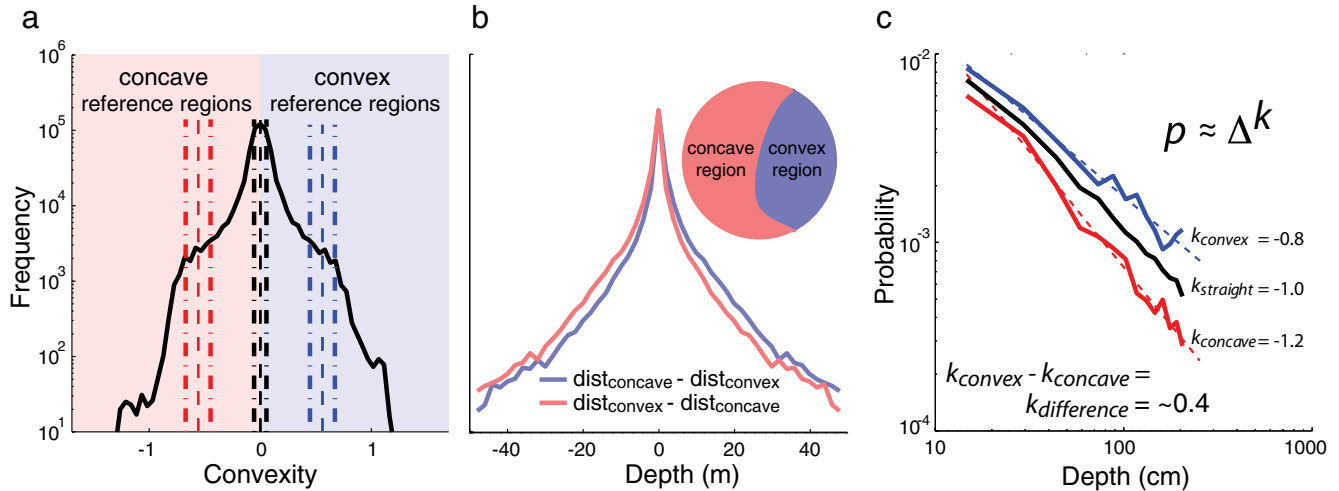 a
10^6
10^5
10^4
10^3
10^2
10^1
Frequency
concave
reference regions
convex
reference regions
-1
0
1
Convexity
b
concave
region
convex
region
dist_concave - dist_convex
dist_convex - dist_concave
-40
-20
0
20
40
Depth (m)
c
10^-2
10^-3
10^-4
Probability
p ≈ Δ^k
k_convex = -0.8
k_straight = -1.0
k_concave = -1.2
k_convex - k_concave =
k_difference = ~0.4
10
100
1000
Depth (cm)